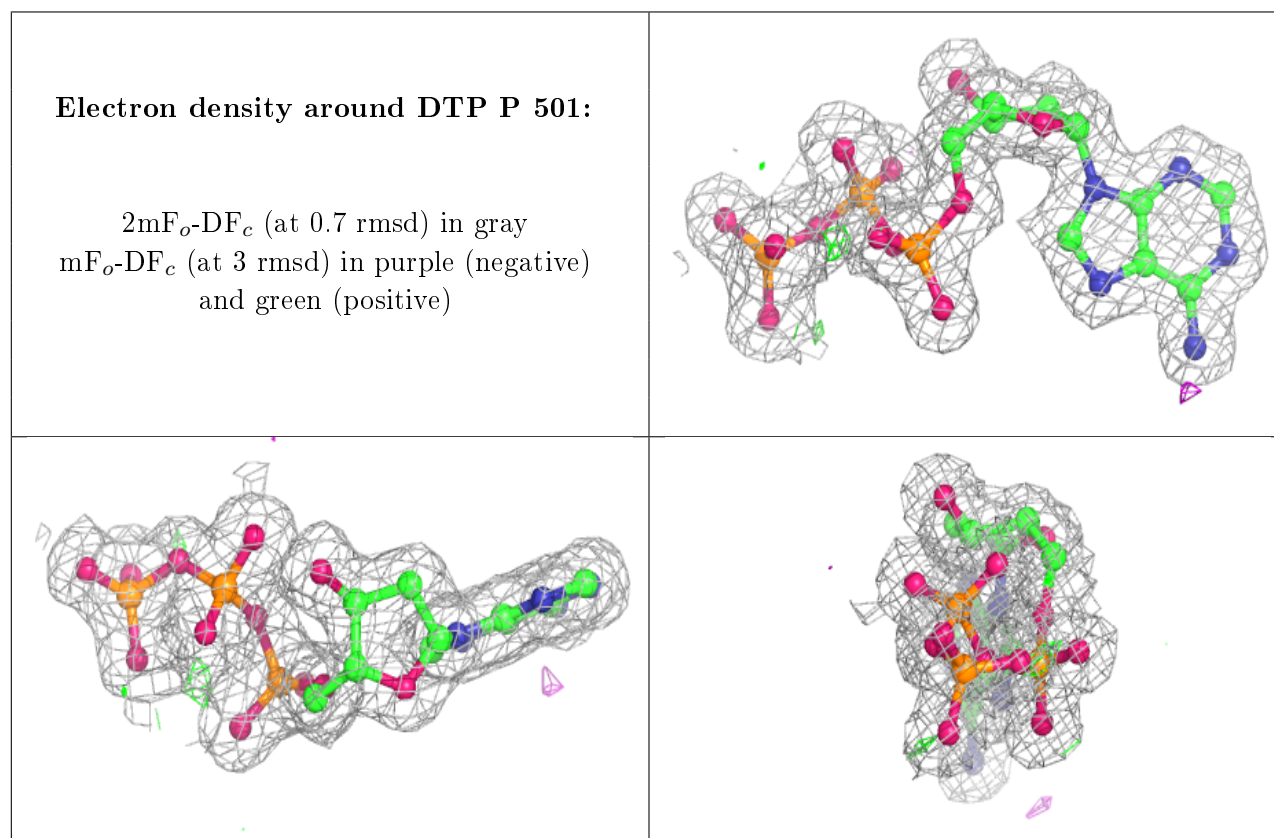 Electron density around DTP P 501:
2mFo-DFc (at 0.7 rmsd) in gray
mFo-DFc (at 3 rmsd) in purple (negative)
and green (positive)